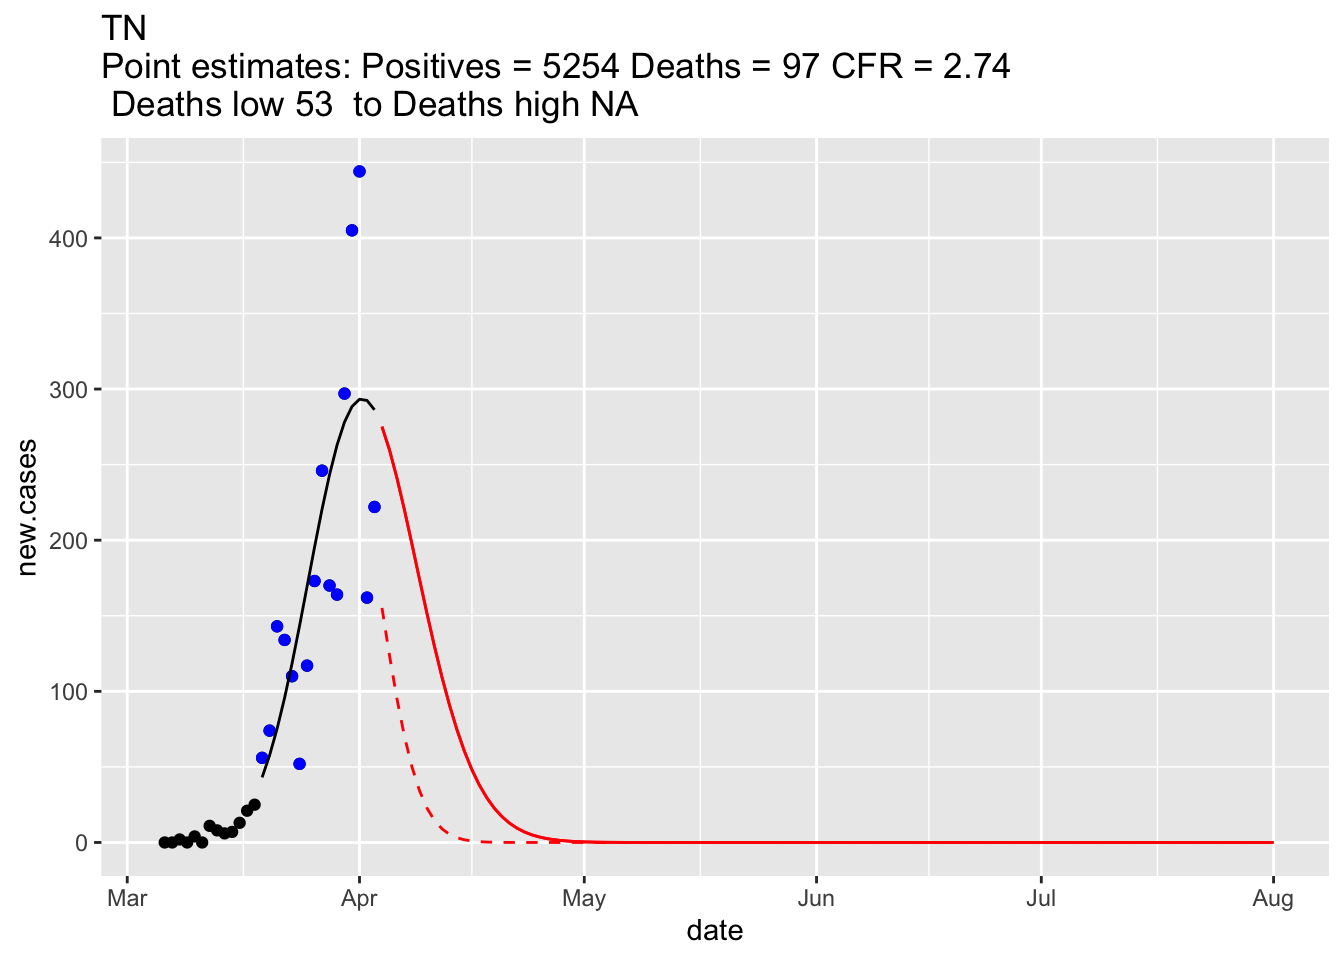 TN
Point estimates: Positives = 5254 Deaths = 97 CFR = 2.74
Deaths low 53  to Deaths high NA
new.cases
400
300
200
100
0
Mar Apr May Jun Jul Aug
date